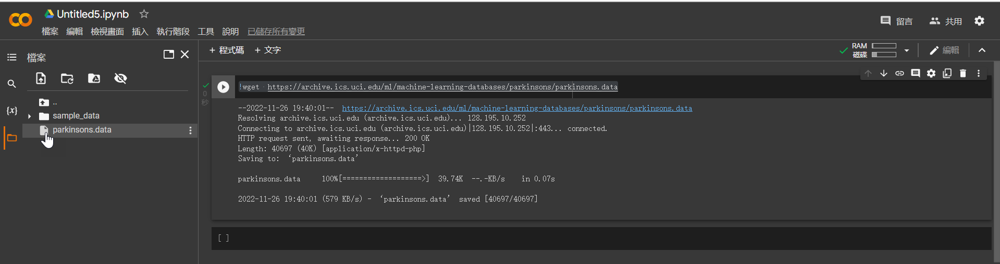 Untitled5.ipynb
檔案 編輯 檢視畫面 插入 執行階段 工具 說明 已儲存所有變更
留言 共用
檔案
+ 程式碼 + 文字
RAM
磁碟
編輯
..
{x}
sample_data
parkinsons.data
0
秒
!wget https://archive.ics.uci.edu/ml/machine-learning-databases/parkinsons/parkinsons.data
--2022-11-26 19:40:01-- https://archive.ics.uci.edu/ml/machine-learning-databases/parkinsons/parkinsons.data
Resolving archive.ics.uci.edu (archive.ics.uci.edu)... 128.195.10.252
Connecting to archive.ics.uci.edu (archive.ics.uci.edu)|128.195.10.252|:443... connected.
HTTP request sent, awaiting response... 200 OK
Length: 40697 (40K) [application/x-httpd-php]
Saving to: ‘parkinsons.data’
parkinsons.data 100%[===================>] 39.74K --.-KB/s in 0.07s
2022-11-26 19:40:01 (579 KB/s) - ‘parkinsons.data’ saved [40697/40697]
[ ]